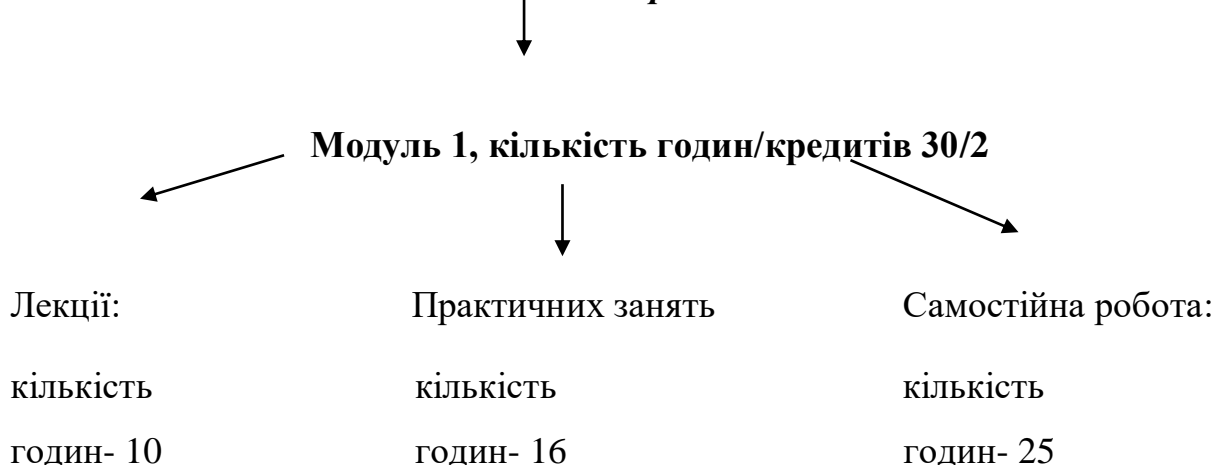 Модуль 1, кількість годин/кредитів 30/2
Лекції: Практичних занять Самостійна робота:
кількість кількість кількість
годин- 10 годин- 16 годин- 25